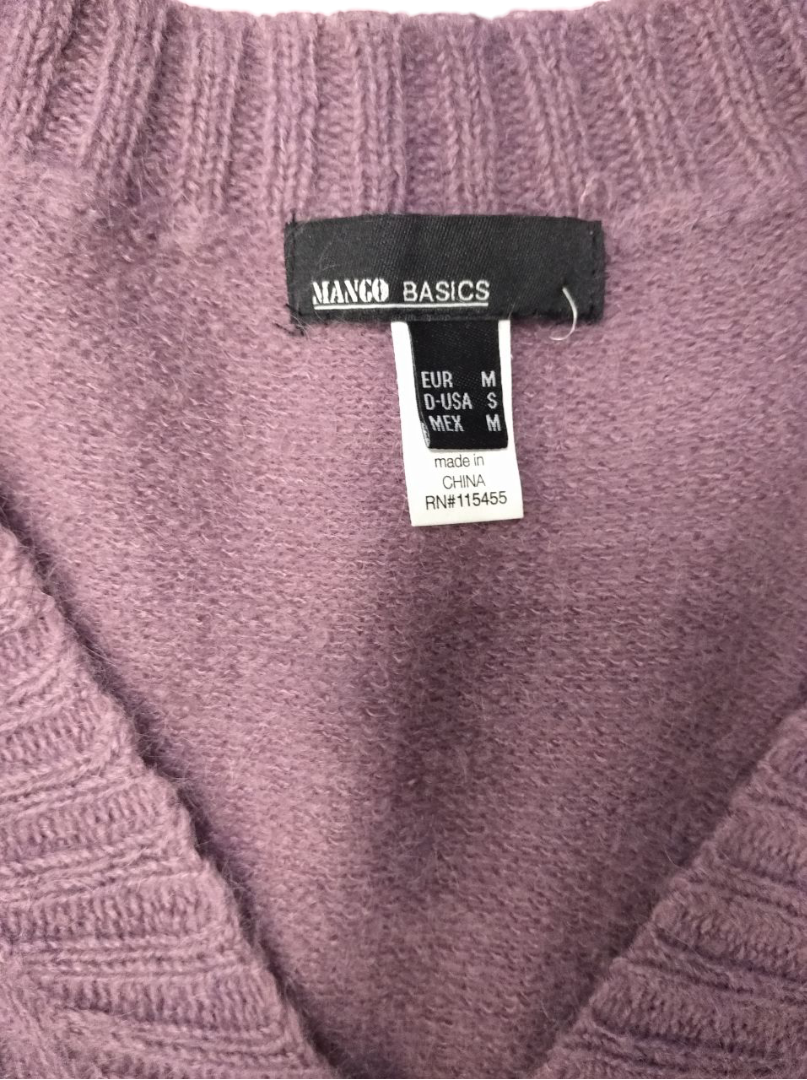 MANGO BASICS
EUR M
D-USA S
MEX M
made in
CHINA
RN#115455